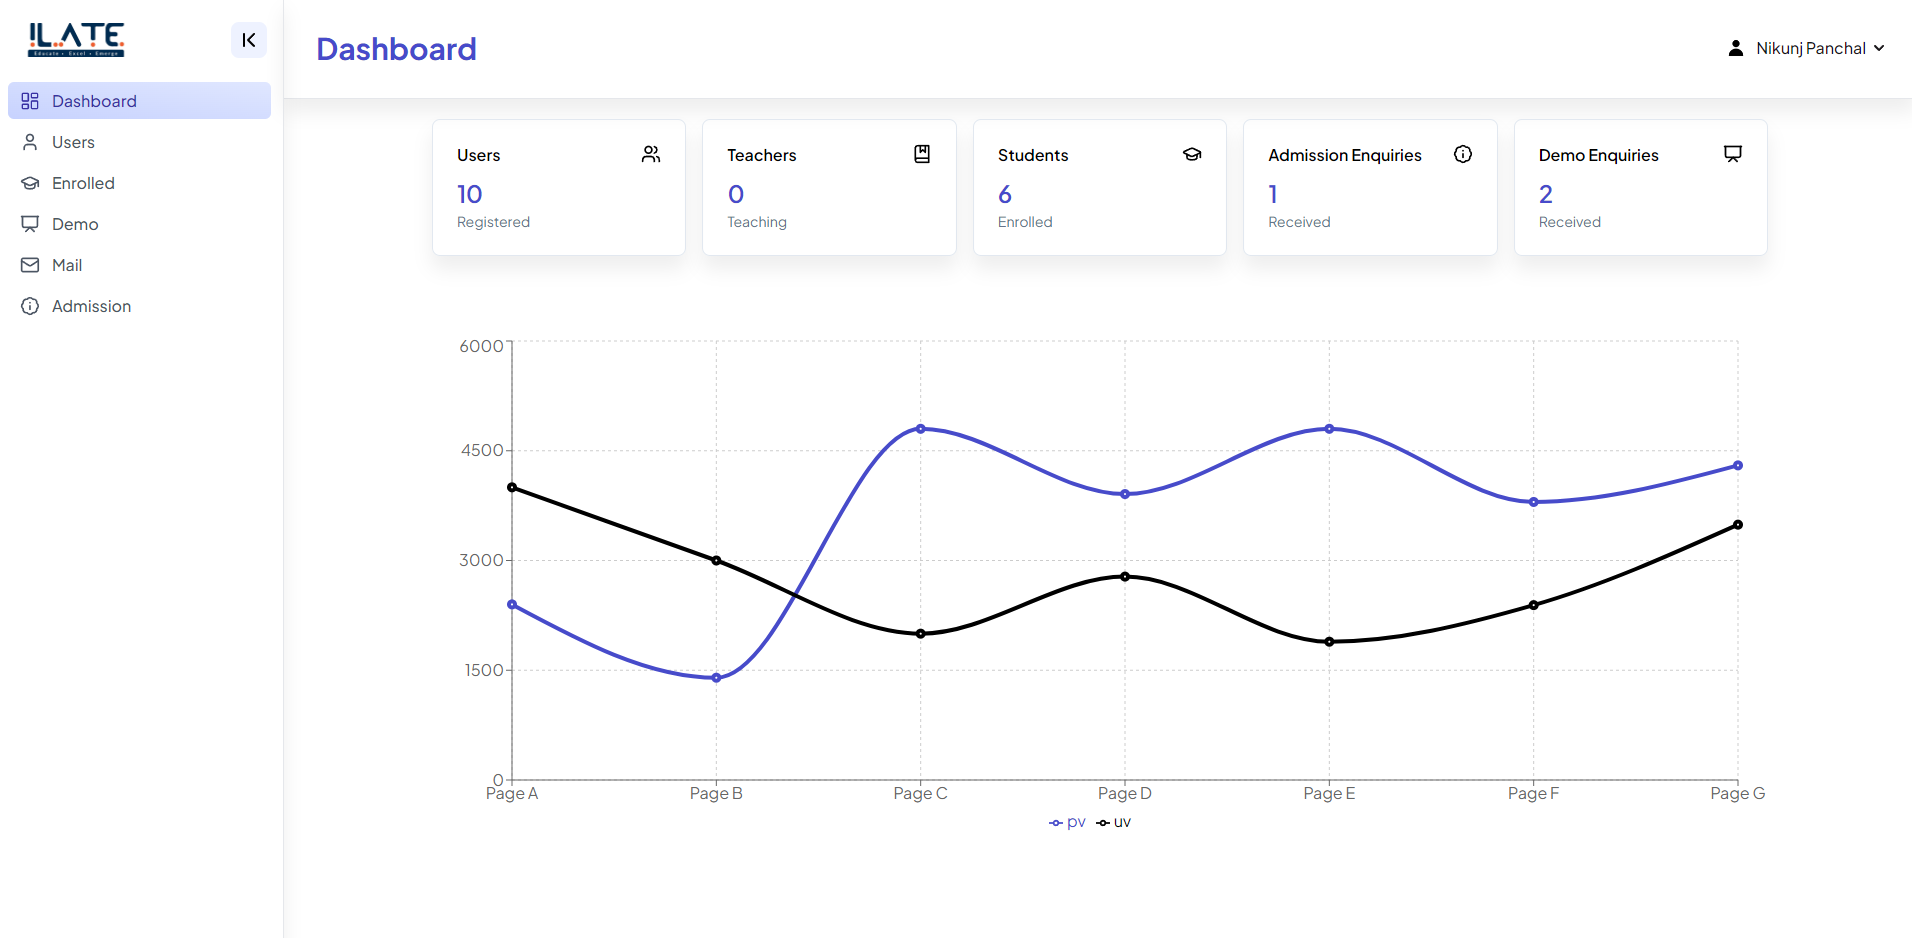 ILATE
Educate • Excel • Emerge
Dashboard
Nikunj Panchal
Dashboard
Users
Enrolled
Demo
Mail
Admission
Users
10
Registered
Teachers
0
Teaching
Students
6
Enrolled
Admission Enquiries
1
Received
Demo Enquiries
2
Received
6000
4500
3000
1500
0
Page A Page B Page C Page D Page E Page F Page G
pv uv